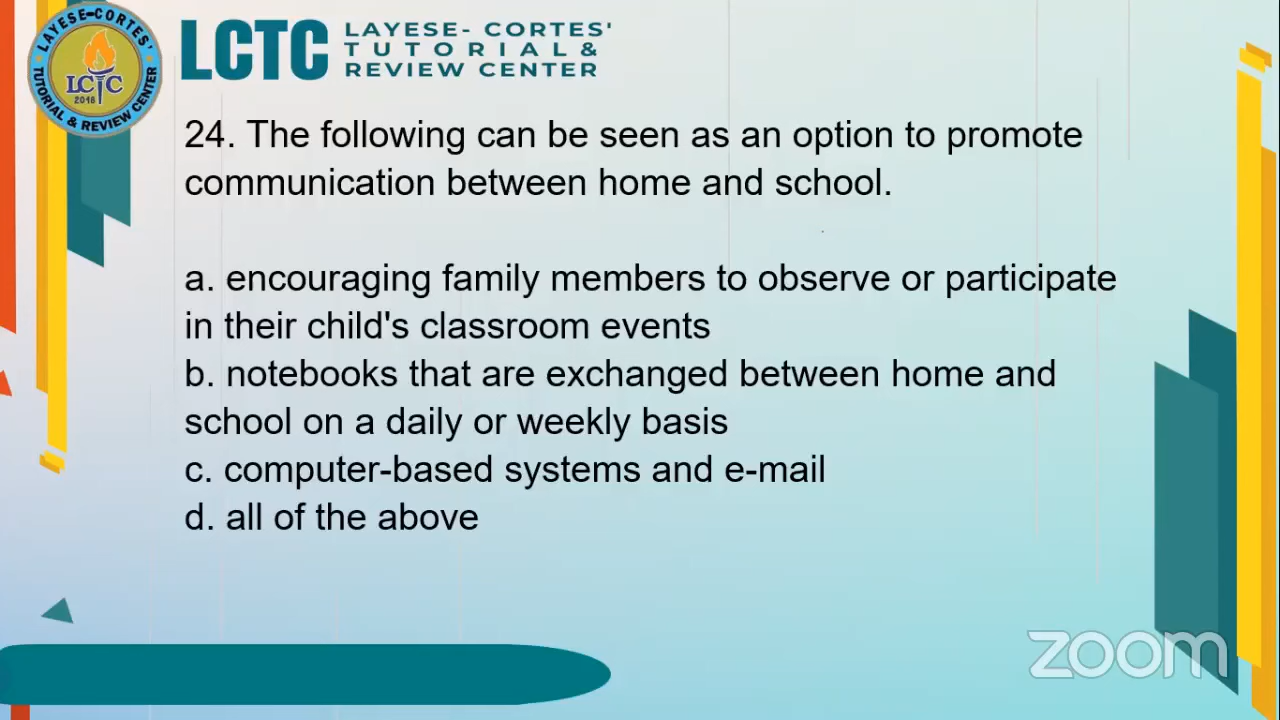 LAYESE-CORTES'
LCTC
2018
TUTORIAL & REVIEW CENTER
LCTC
LAYESE- CORTES'
TUTORIAL &
REVIEW CENTER
24. The following can be seen as an option to promote
communication between home and school.
a. encouraging family members to observe or participate
in their child's classroom events
b. notebooks that are exchanged between home and
school on a daily or weekly basis
c. computer-based systems and e-mail
d. all of the above
zoom